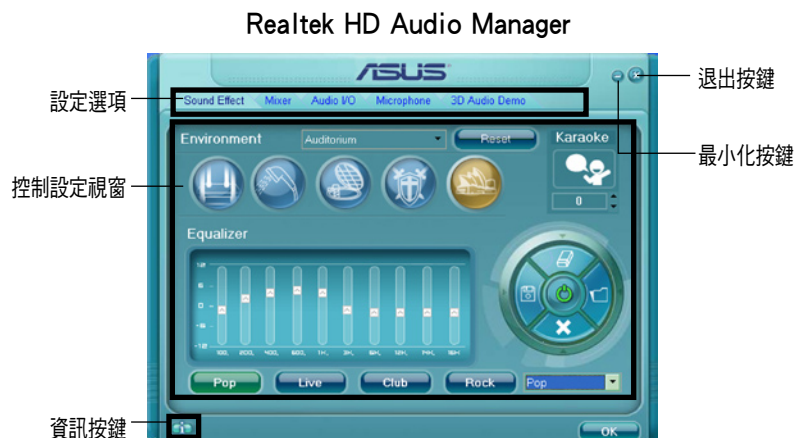 Realtek HD Audio Manager
ASUS
設定選項
退出按鍵
Sound Effect Mixer Audio I/O Microphone 3D Audio Demo
最小化按鍵
Environment Auditorium Reset Karaoke
控制設定視窗
0
Equalizer
Pop Live Club Rock Pop
資訊按鍵
OK